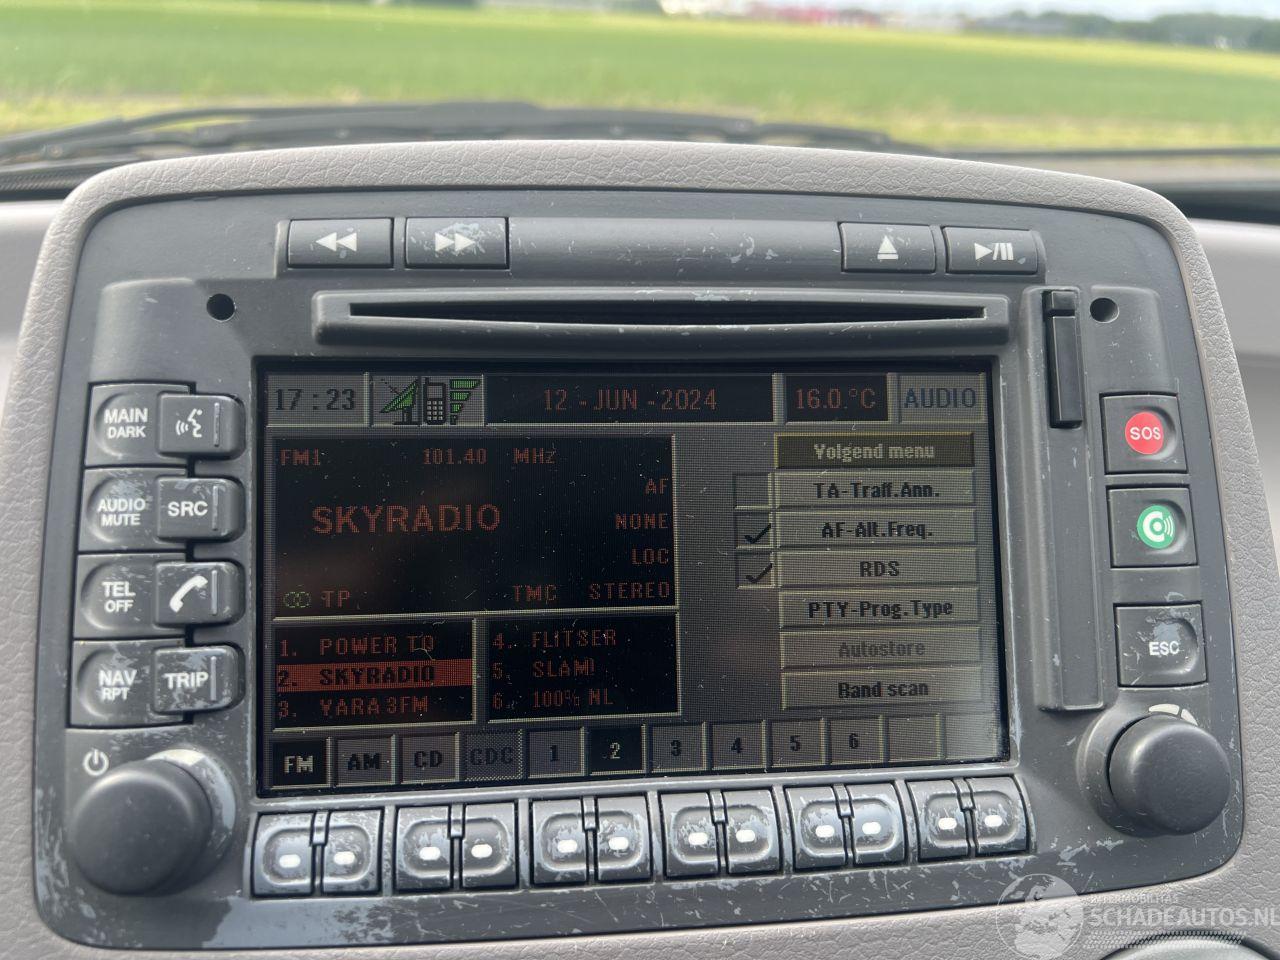 17:23
12-JUN-2024
16.0.°C
AUDIO
MAIN
DARK
AUDIO
MUTE
SRC
TEL
OFF
NAV
RPT
TRIP
FM1 101.40 MHz
AF
SKYRADIO
NONE
LOC
TP TMC STEREO
1. POWER TO
2. SKYRADIO
3. VARA 3FM
4. FLITSER
5. SLAM!
6. 100% NL
Volgend menu
TA-Traff.Ann.
AF-Alt.Freq.
RDS
PTY-Prog.Type
Autostore
Rand scan
FM AM CD CDC 1 2 3 4 5 6
SOS
ESC
SCHADEAUTOS.NL